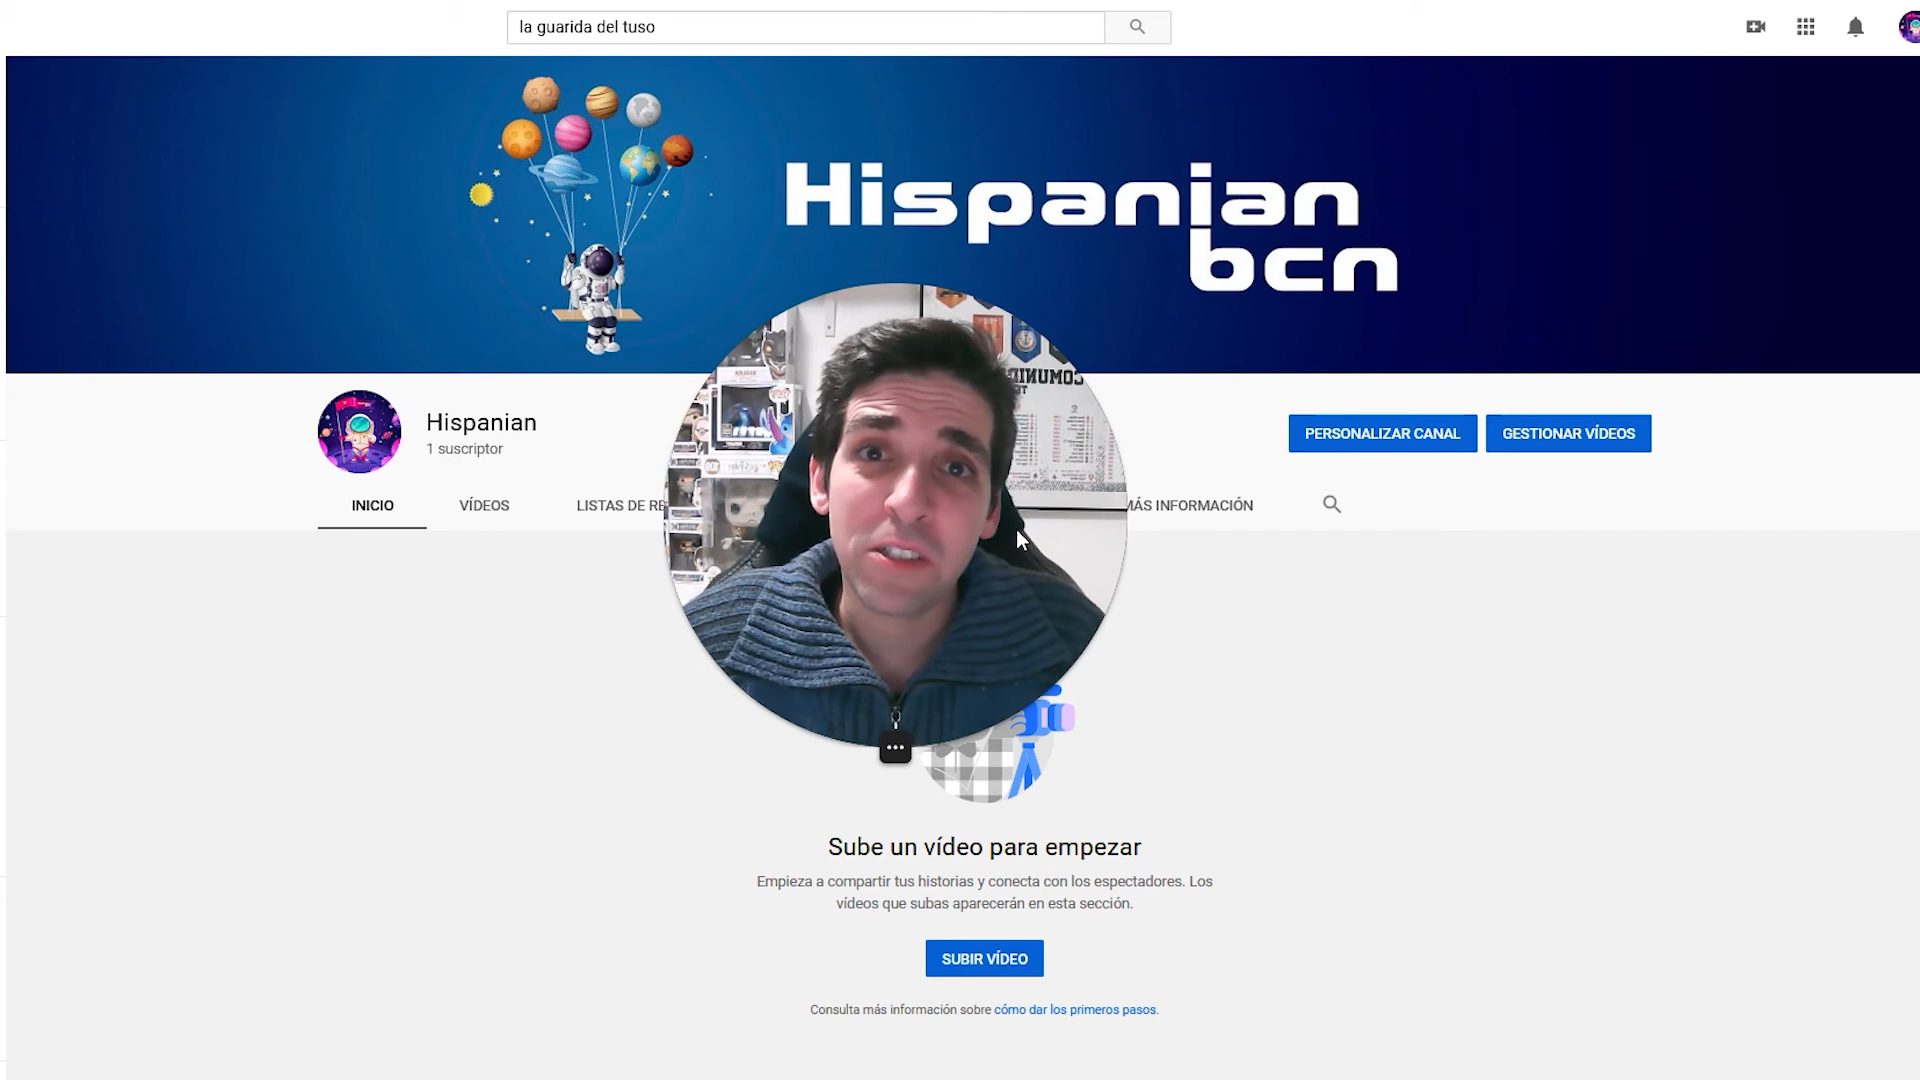 la guarida del tuso
Hispanian
bcn
COMUNID
Hispanian
1 suscriptor
PERSONALIZAR CANAL
GESTIONAR VÍDEOS
INICIO
VÍDEOS
LISTAS DE RE
MÁS INFORMACIÓN
Sube un vídeo para empezar
Empieza a compartir tus historias y conecta con los espectadores. Los
vídeos que subas aparecerán en esta sección.
SUBIR VÍDEO
Consulta más información sobre cómo dar los primeros pasos.